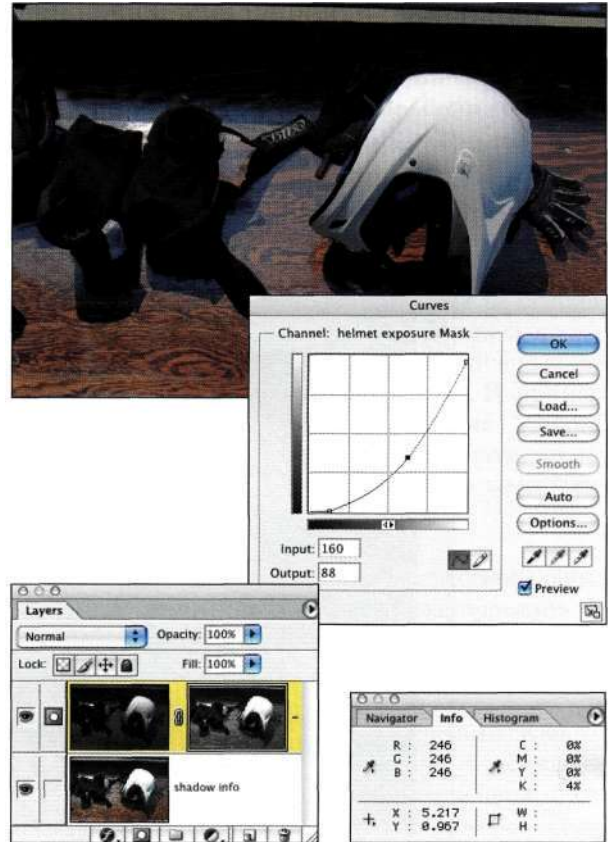 Curves
Channel: helmet exposure Mask
OK
Cancel
Load...
Save...
Smooth
Auto
Options...
Input: 160
Output: 88
Preview
Layers
Normal
Opacity: 100%
Lock:
Fill: 100%
shadow info
Navigator
Info
Histogram
R : 246
G : 246
B : 246
C : 0%
M : 0%
Y : 0%
K : 4%
X : 5.217
Y : 0.967
W :
H :